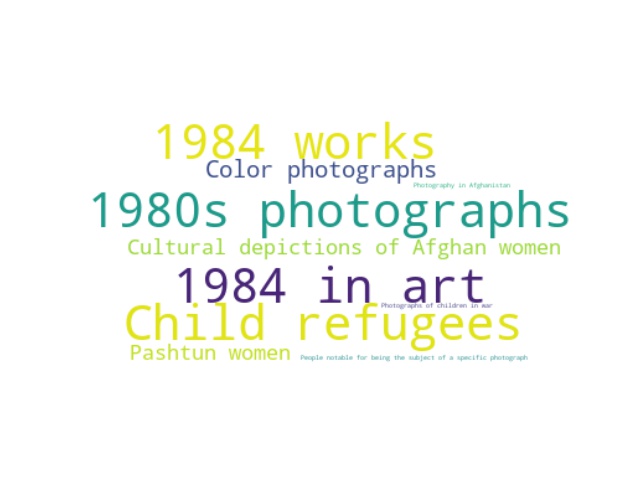 1984 works
Color photographs
Photography in Afghanistan
1980s photographs
Cultural depictions of Afghan women
1984 in art
Photographs of children in war
Child refugees
Pashtun women
People notable for being the subject of a specific photograph